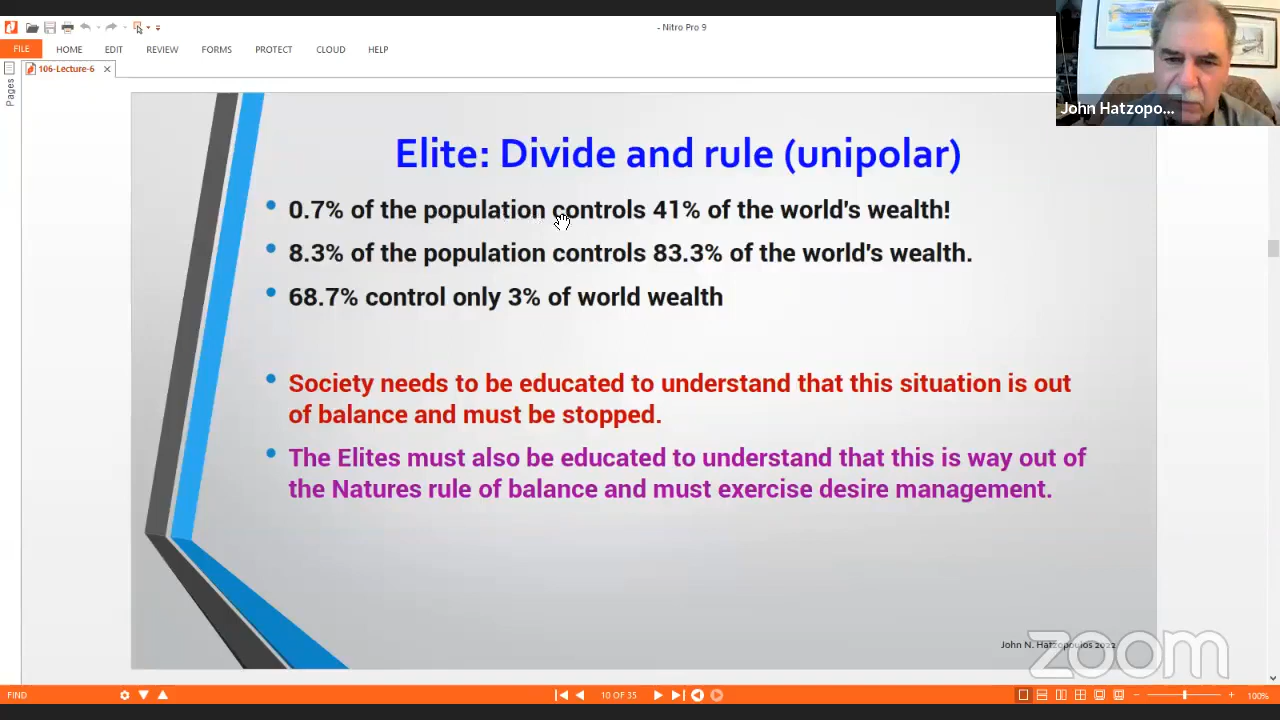 - Nitro Pro 9
FILE HOME EDIT REVIEW FORMS PROTECT CLOUD HELP
106-Lecture-6
Pages
John Hatzopo...
Elite: Divide and rule (unipolar)
• 0.7% of the population controls 41% of the world's wealth!
• 8.3% of the population controls 83.3% of the world's wealth.
• 68.7% control only 3% of world wealth
• Society needs to be educated to understand that this situation is out
of balance and must be stopped.
• The Elites must also be educated to understand that this is way out of
the Natures rule of balance and must exercise desire management.
John N. Hatzopoulos 2022
zoom
FIND 10 OF 35 100%